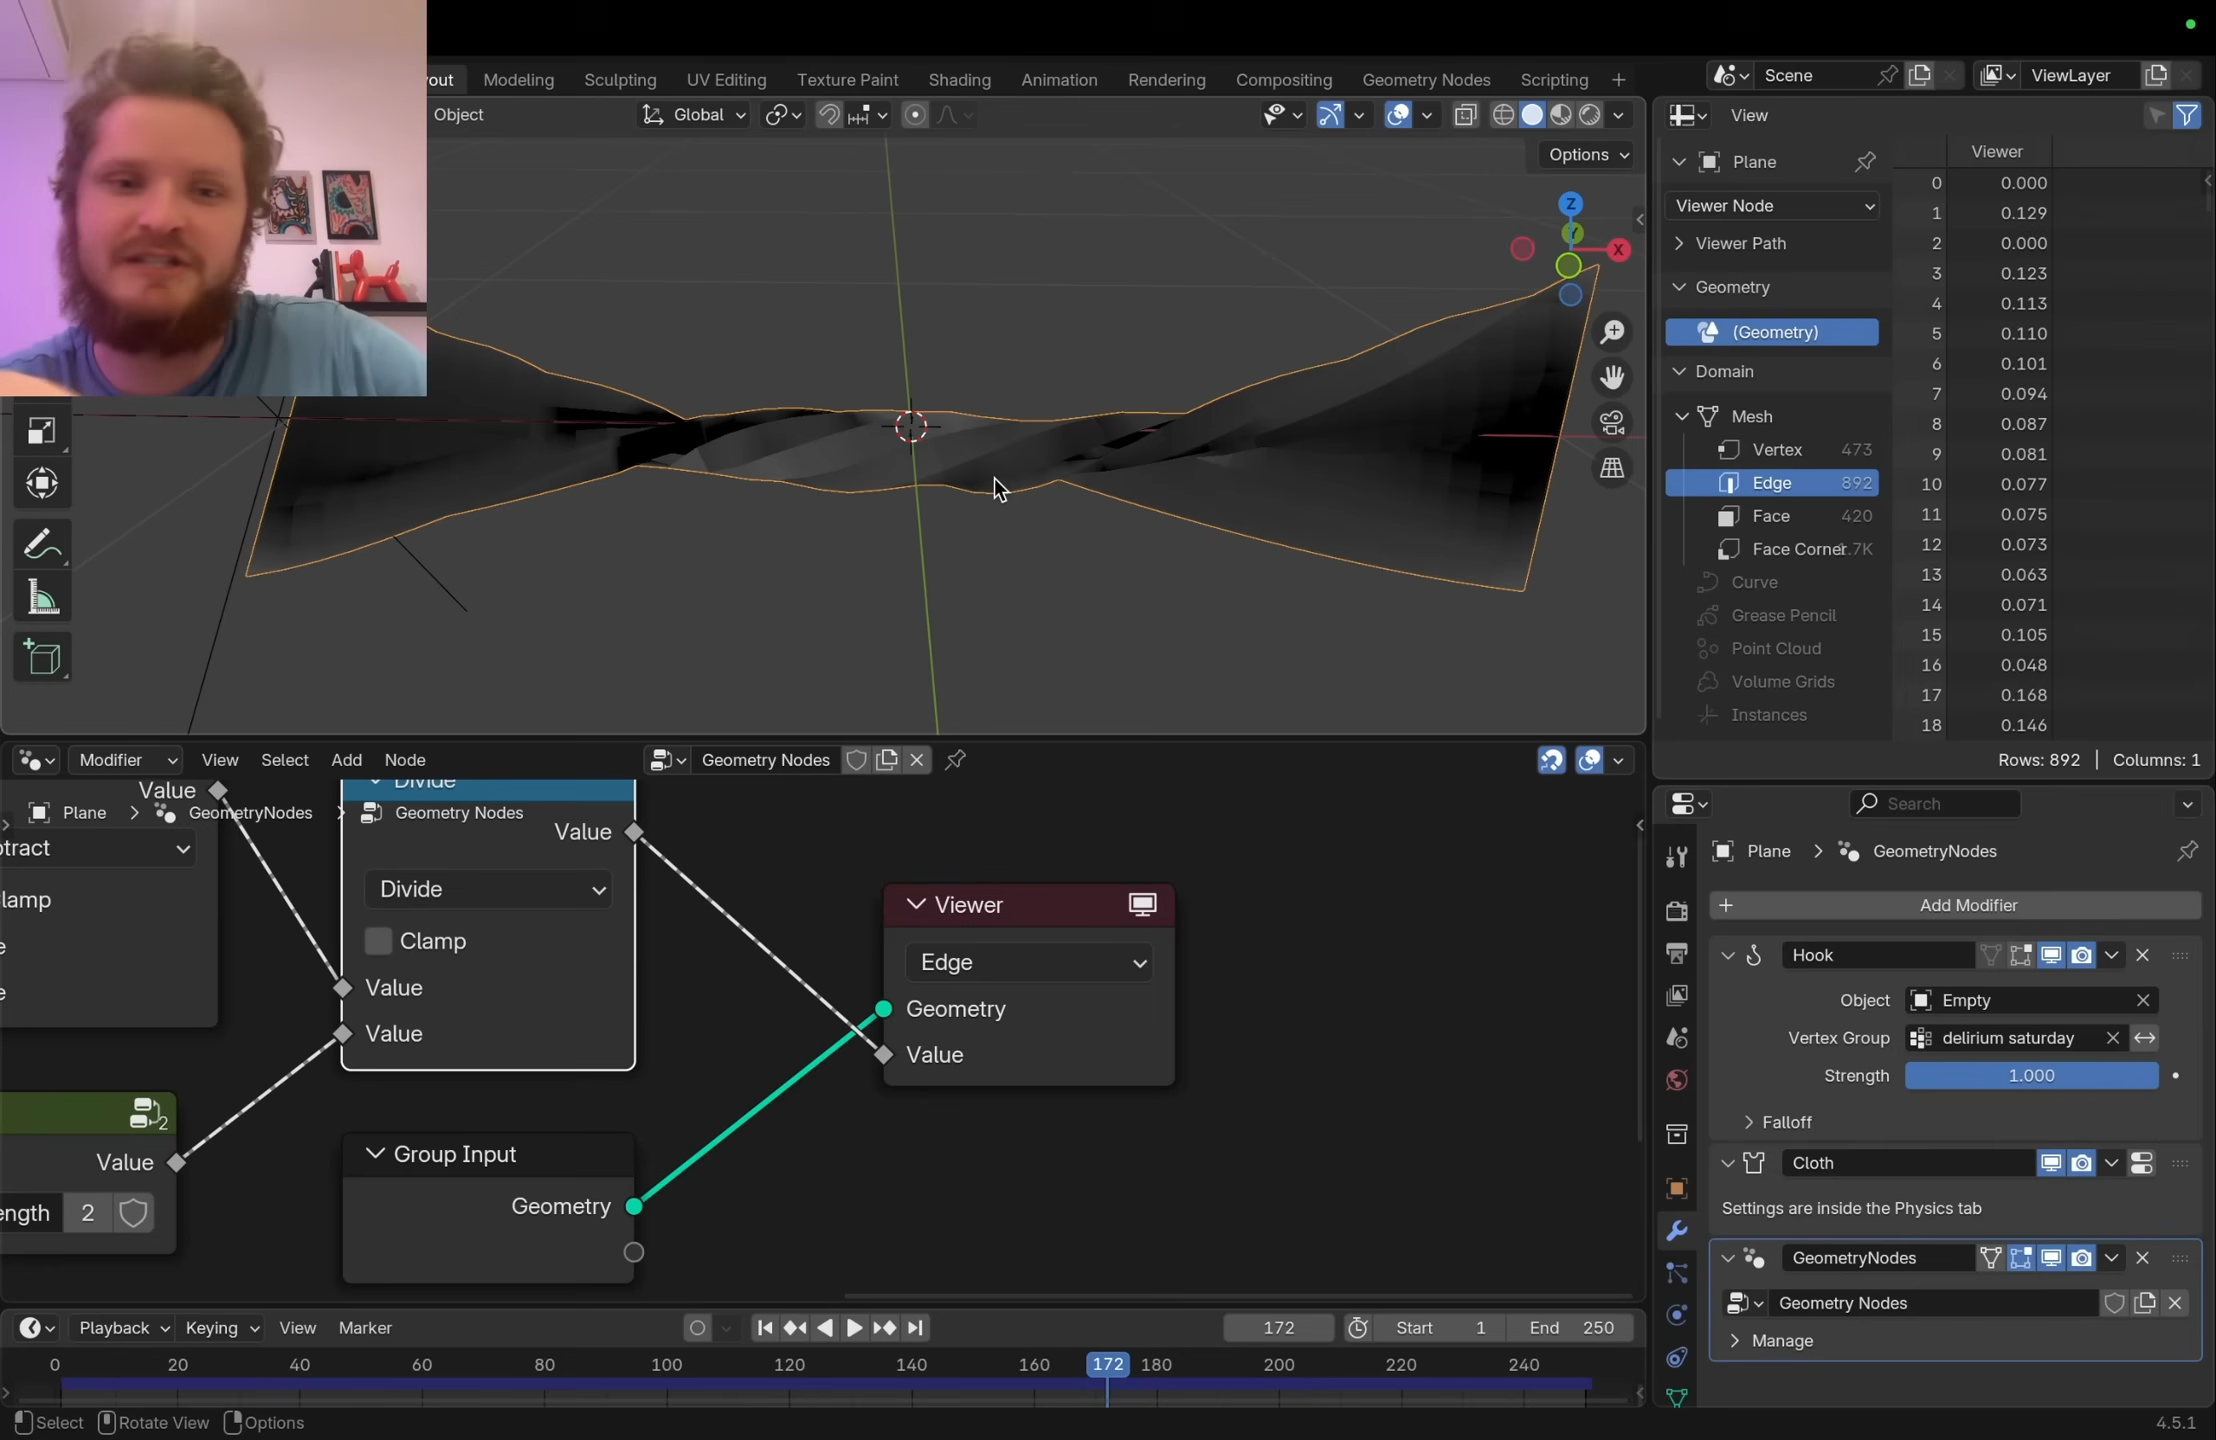 out Modeling Sculpting UV Editing Texture Paint Shading Animation Rendering Compositing Geometry Nodes Scripting +
Scene
ViewLayer
Object
Global
Options
Z
Y
X
View
Plane
Viewer Node
Viewer Path
Geometry
(Geometry)
Domain
Mesh
Vertex 473
Edge 892
Face 420
Face Corner .7K
Curve
Grease Pencil
Point Cloud
Volume Grids
Instances
Viewer
0 0.000
1 0.129
2 0.000
3 0.123
4 0.113
5 0.110
6 0.101
7 0.094
8 0.087
9 0.081
10 0.077
11 0.075
12 0.073
13 0.063
14 0.071
15 0.105
16 0.048
17 0.168
18 0.146
Rows: 892 | Columns: 1
Modifier View Select Add Node
Geometry Nodes
Plane > GeometryNodes > Geometry Nodes
Value
tract
lamp
e
e
Divide
Value
Divide
Clamp
Value
Value
2
Value
ength 2
Group Input
Geometry
Viewer
Edge
Geometry
Value
Search
Plane > GeometryNodes
+ Add Modifier
Hook
Object Empty
Vertex Group delirium saturday
Strength 1.000
Falloff
Cloth
Settings are inside the Physics tab
GeometryNodes
Geometry Nodes
Manage
Playback Keying View Marker
172
Start 1
End 250
0 20 40 60 80 100 120 140 160 172 180 200 220 240
Select Rotate View Options
4.5.1